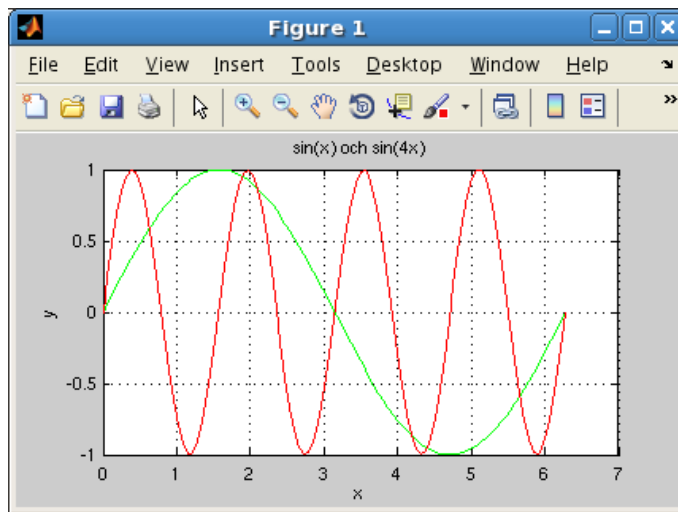 Figure 1
File Edit View Insert Tools Desktop Window Help
sin(x) och sin(4x)
1
0.5
0
-0.5
-1
y
0 1 2 3 4 5 6 7
x